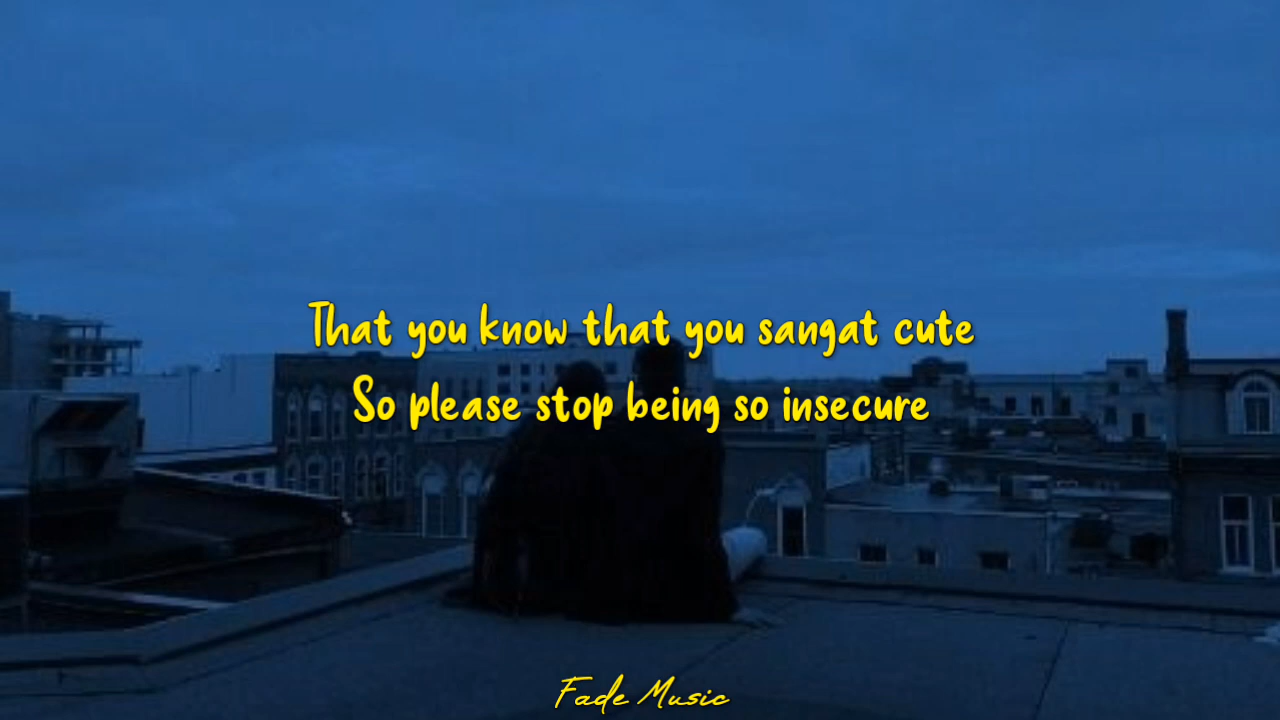 That you know that you sangat cute
So please stop being so insecure
Fade Music